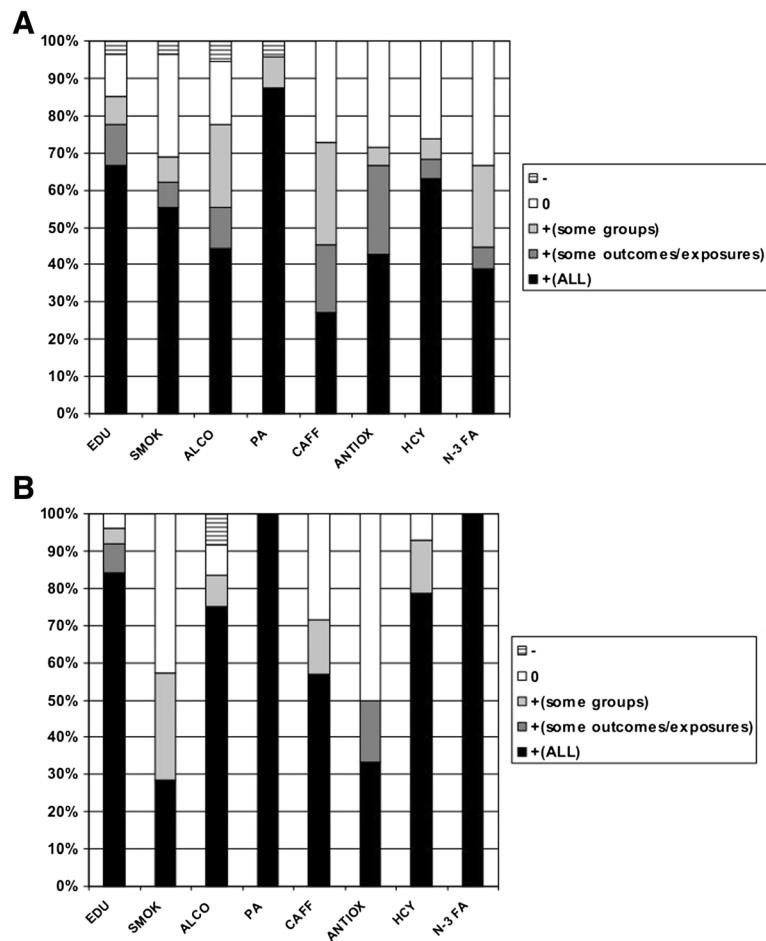 A
100%
90%
80%
70%
60%
50%
40%
30%
20%
10%
0%
EDU
SMOK
ALCO
PA
CAFF
ANTIOX
HCY
N-3 FA
-
0
+(some groups)
+(some outcomes/exposures)
+(ALL)
B
100%
90%
80%
70%
60%
50%
40%
30%
20%
10%
0%
EDU
SMOK
ALCO
PA
CAFF
ANTIOX
HCY
N-3 FA
-
0
+(some groups)
+(some outcomes/exposures)
+(ALL)